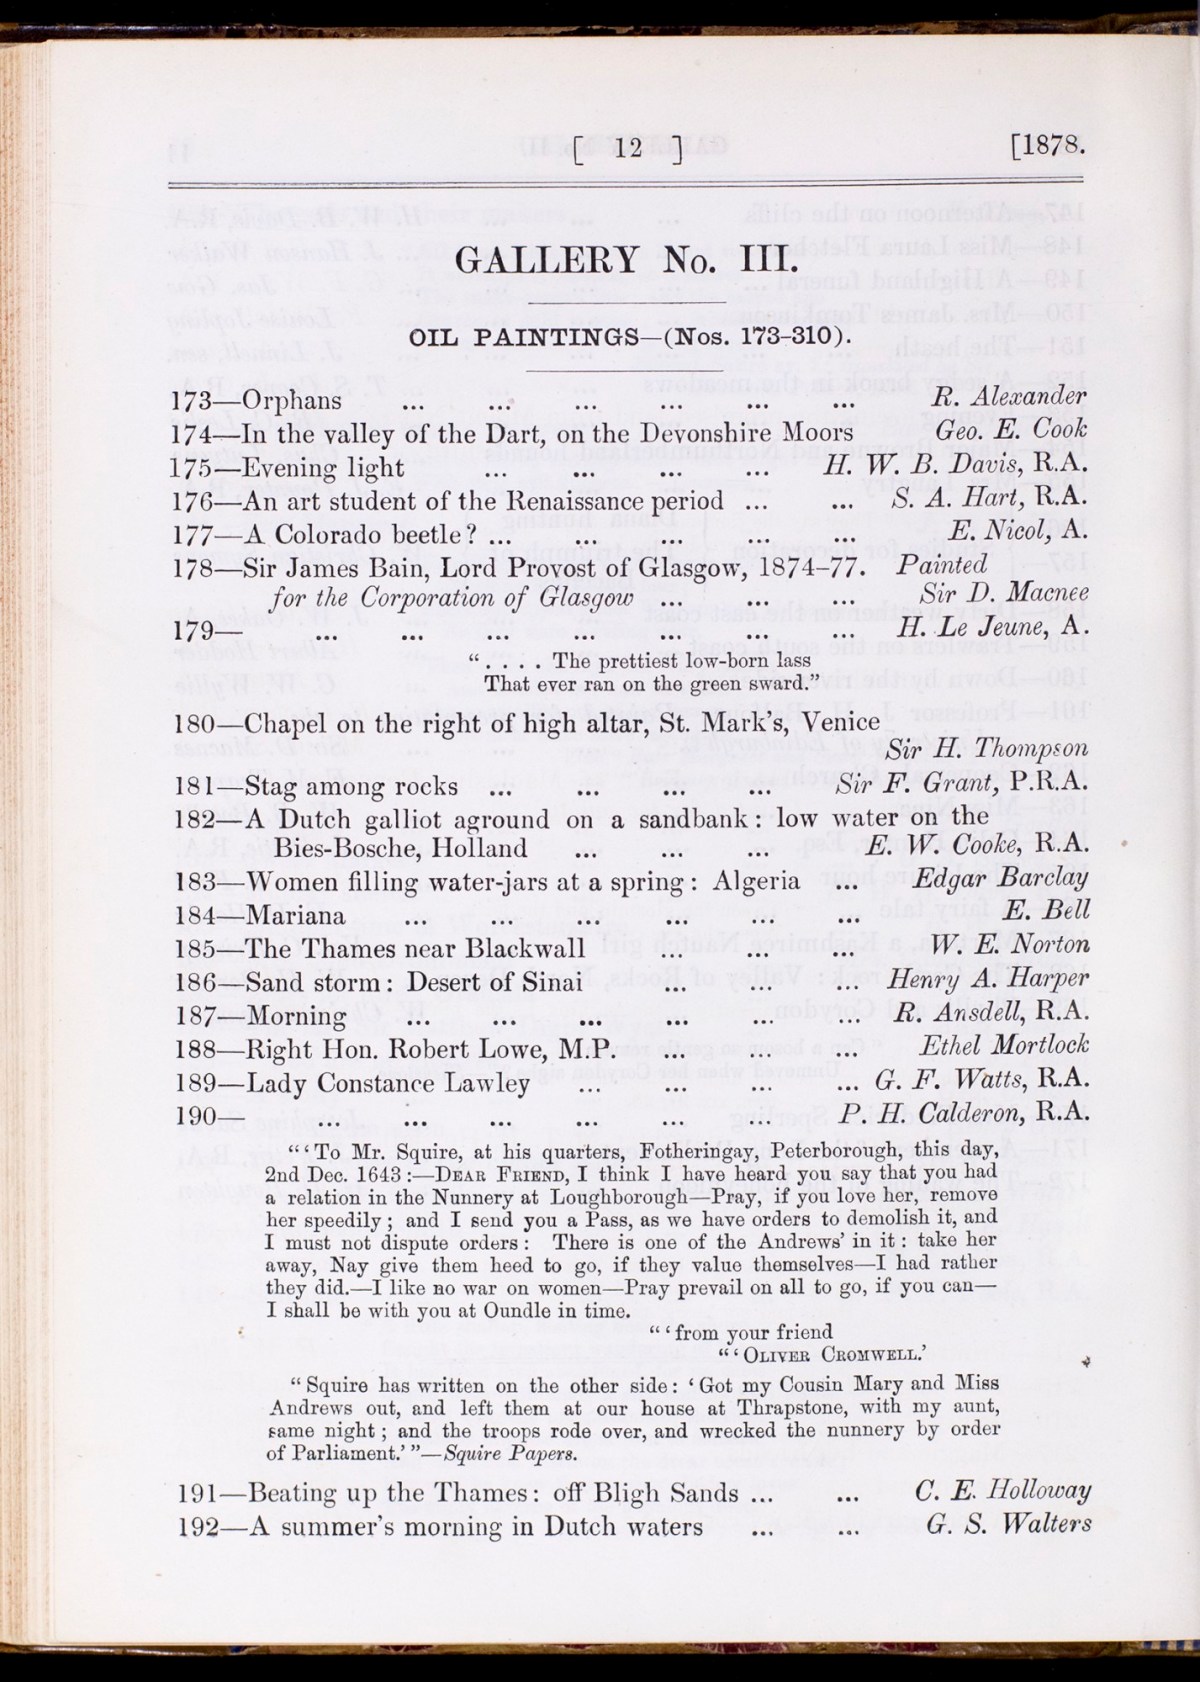 [ 12 ] [1878.
GALLERY No. III.
OIL PAINTINGS—(Nos. 173-310).
173—Orphans ... ... ... ... ... ... R. Alexander
174—In the valley of the Dart, on the Devonshire Moors Geo. E. Cook
175—Evening light ... ... ... ... H. W. B. Davis, R.A.
176—An art student of the Renaissance period ... ... S. A. Hart, R.A.
177—A Colorado beetle? ... ... ... ... ... E. Nicol, A.
178—Sir James Bain, Lord Provost of Glasgow, 1874–77. Painted
for the Corporation of Glasgow ... ... ... Sir D. Macnee
179— ... ... ... ... ... ... ... H. Le Jeune, A.
“ . . . . . The prettiest low-born lass
That ever ran on the green sward.”
180—Chapel on the right of high altar, St. Mark’s, Venice
Sir H. Thompson
181—Stag among rocks ... ... ... ... Sir F. Grant, P.R.A.
182—A Dutch galliot aground on a sandbank: low water on the
Bies-Bosche, Holland ... ... ... E. W. Cooke, R.A.
183—Women filling water-jars at a spring: Algeria ... Edgar Barclay
184—Mariana ... ... ... ... ... ... E. Bell
185—The Thames near Blackwall ... ... ... W. E. Norton
186—Sand storm: Desert of Sinai ... ... ... Henry A. Harper
187—Morning ... ... ... ... ... ... R. Ansdell, R.A.
188—Right Hon. Robert Lowe, M.P. ... ... ... Ethel Mortlock
189—Lady Constance Lawley ... ... ... ... G. F. Watts, R.A.
190— ... ... ... ... ... ... P. H. Calderon, R.A.
“‘To Mr. Squire, at his quarters, Fotheringay, Peterborough, this day,
2nd Dec. 1643:—DEAR FRIEND, I think I have heard you say that you had
a relation in the Nunnery at Loughborough—Pray, if you love her, remove
her speedily; and I send you a Pass, as we have orders to demolish it, and
I must not dispute orders: There is one of the Andrews’ in it: take her
away, Nay give them heed to go, if they value themselves—I had rather
they did.—I like no war on women—Pray prevail on all to go, if you can—
I shall be with you at Oundle in time.
“‘from your friend
“‘OLIVER CROMWELL.’
“Squire has written on the other side: ‘Got my Cousin Mary and Miss
Andrews out, and left them at our house at Thrapstone, with my aunt,
same night; and the troops rode over, and wrecked the nunnery by order
of Parliament.’”—Squire Papers.
191—Beating up the Thames: off Bligh Sands ... ... C. E. Holloway
192—A summer’s morning in Dutch waters ... ... G. S. Walters